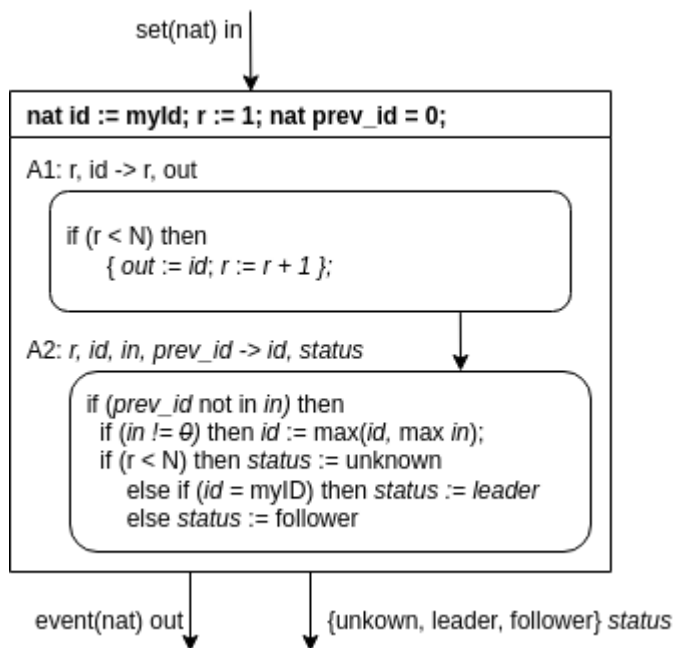 set(nat) in
nat id := myId; r := 1; nat prev_id = 0;
A1: r, id -> r, out
if (r < N) then
{ out := id; r := r + 1 };
A2: r, id, in, prev_id -> id, status
if (prev_id not in in) then
if (in != 0) then id := max(id, max in);
if (r < N) then status := unknown
else if (id = myID) then status := leader
else status := follower
event(nat) out
{unkown, leader, follower} status